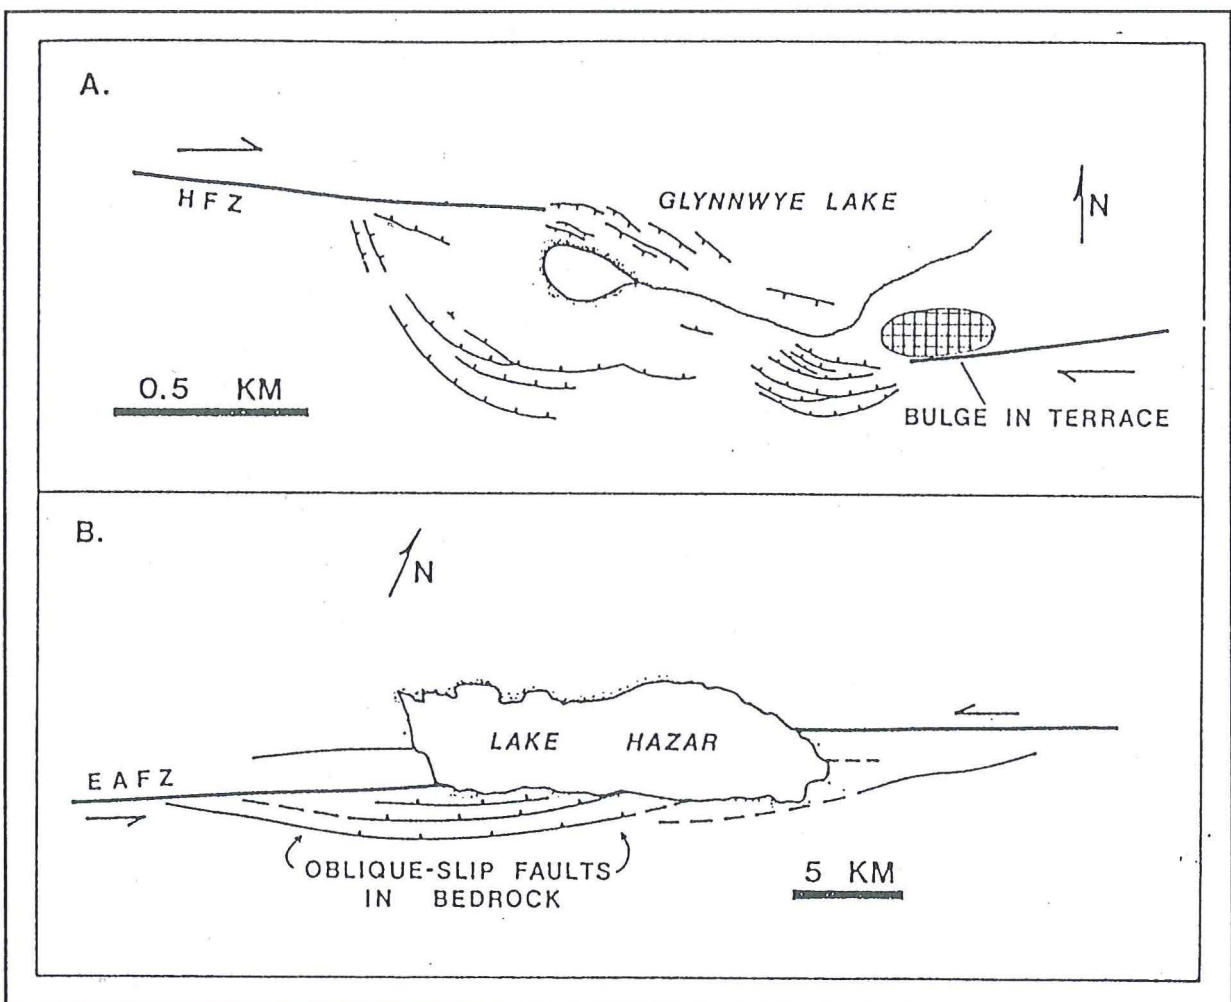 A.
HFZ
GLYNNWYE LAKE
N
0.5 KM
BULGE IN TERRACE
B.
N
LAKE HAZAR
EAFZ
OBLIQUE-SLIP FAULTS
IN BEDROCK
5 KM